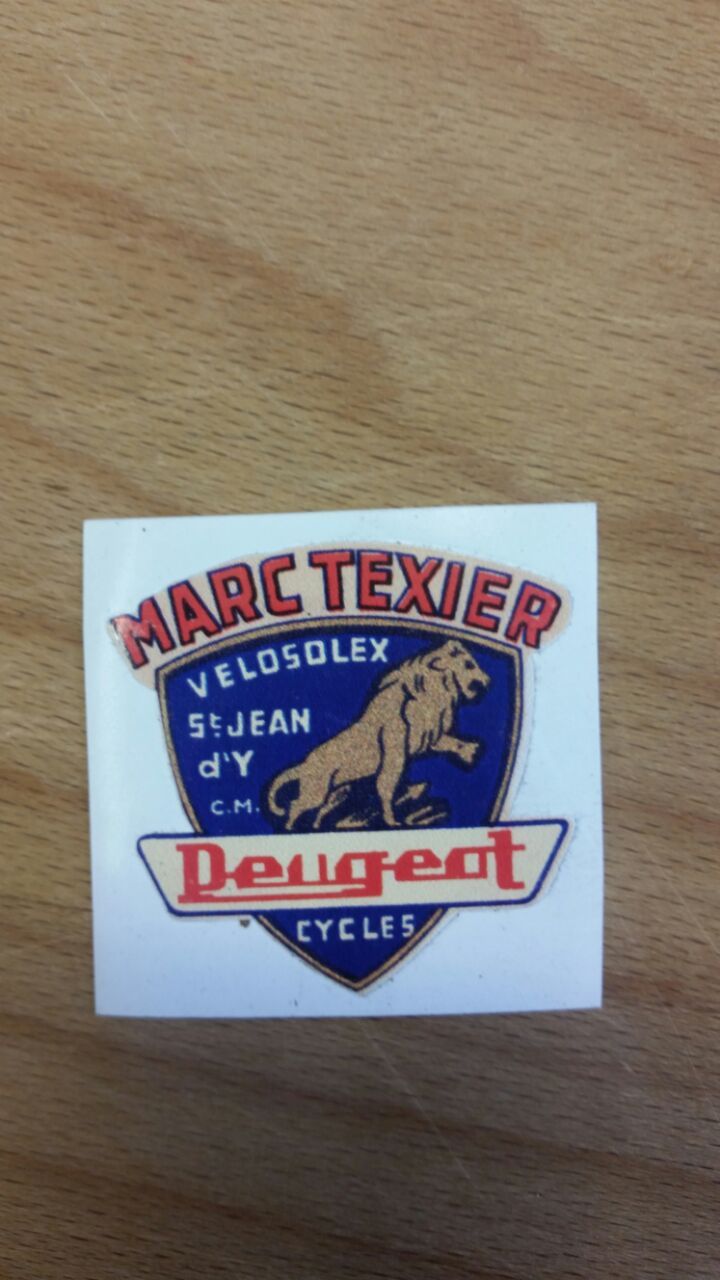 MARC TEXIER
VELOSOLEX
St JEAN
d'Y
C.M.
Peugeot
CYCLES